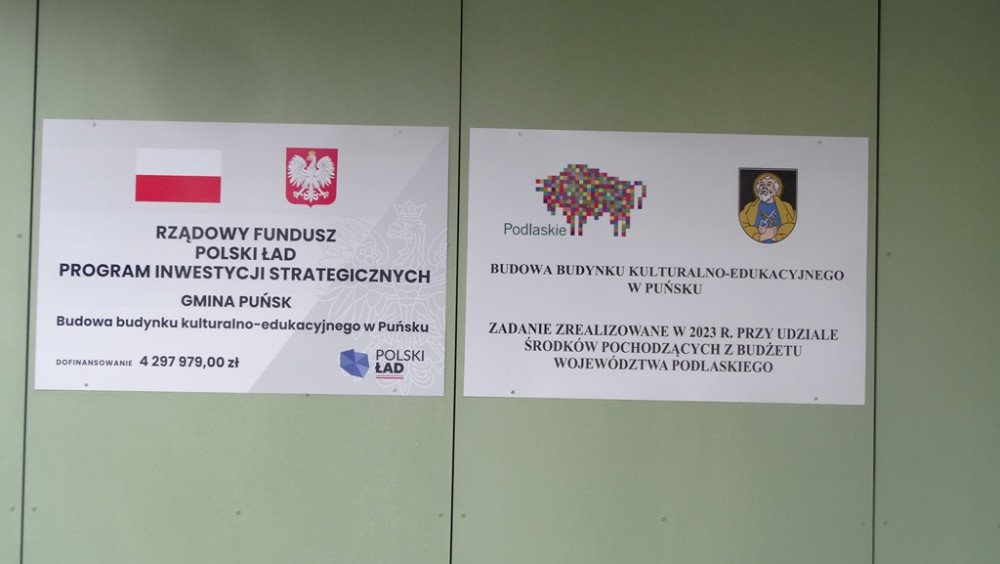 RZĄDOWY FUNDUSZ
POLSKI ŁAD
PROGRAM INWESTYCJI STRATEGICZNYCH
GMINA PUŃSK
Budowa budynku kulturalno-edukacyjnego w Puńsku
DOFINANSOWANIE 4 297 979,00 zł
POLSKI
ŁAD
Podlaskie
BUDOWA BUDYNKU KULTURALNO-EDUKACYJNEGO
W PUŃSKU
ZADANIE ZREALIZOWANE W 2023 R. PRZY UDZIALE
ŚRODKÓW POCHODZĄCYCH Z BUDŻETU
WOJEWÓDZTWA PODLASKIEGO